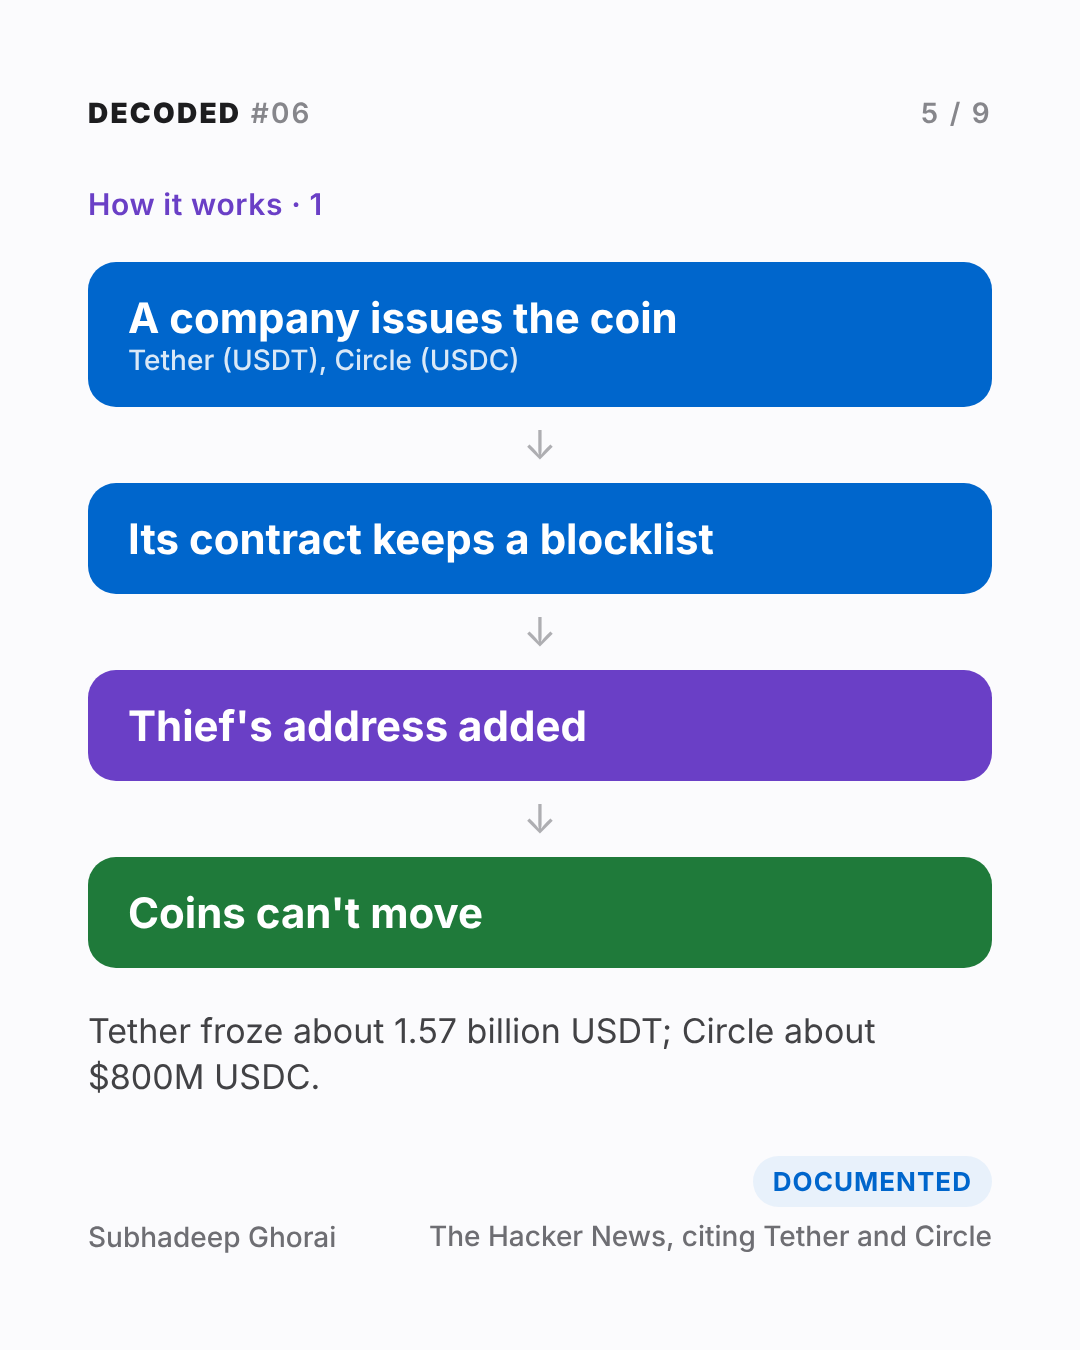 DECODED #06
5 / 9
How it works · 1
A company issues the coin
Tether (USDT), Circle (USDC)
↓
Its contract keeps a blocklist
↓
Thief's address added
↓
Coins can't move
Tether froze about 1.57 billion USDT; Circle about
$800M USDC.
DOCUMENTED
Subhadeep Ghorai
The Hacker News, citing Tether and Circle